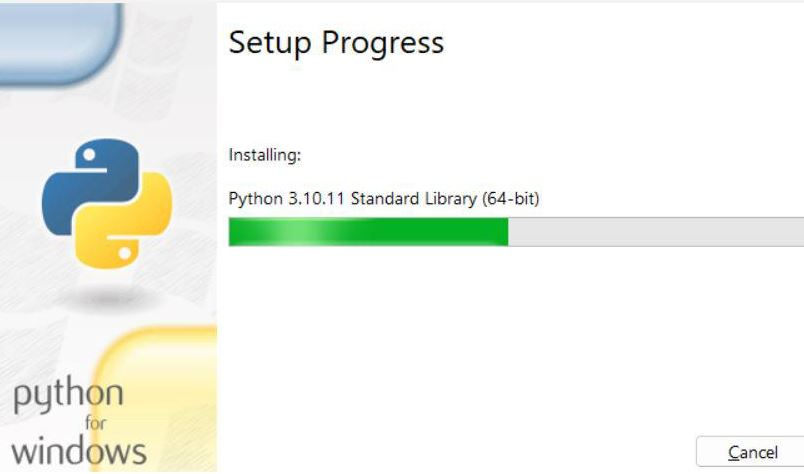 Setup Progress
Installing:
Python 3.10.11 Standard Library (64-bit)
python
for
windows
Cancel